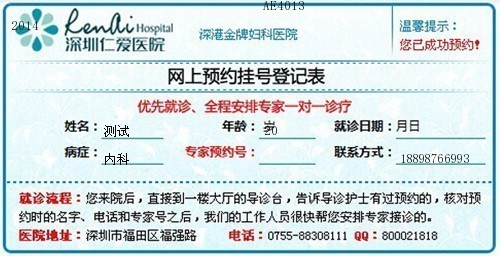 AE4013
2014
RenAi Hospital
深圳仁爱医院
深港金牌妇科医院
温馨提示：
您已成功预约!
网上预约挂号登记表
优先就诊、全程安排专家一对一诊疗
姓名： 测试 年龄： 20 岁 就诊日期： 月日
病症： 内科 专家预约号： 联系方式： 18898766993
就诊流程： 您来院后，直接到一楼大厅的导诊台，告诉导诊护士有过预约的，核对预
约时的名字、电话和专家号之后，我们的工作人员很快帮您安排专家接诊的。
医院地址： 深圳市福田区福强路 电话： 0755-88308111 QQ： 800021818